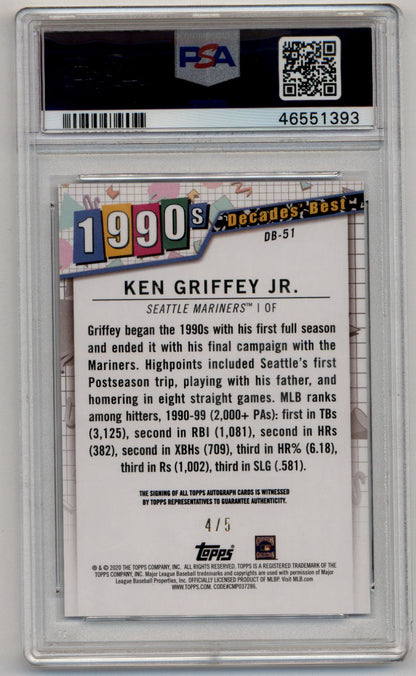 PSA
46551393
1990s
Decades' Best
DB-51
KEN GRIFFEY JR.
SEATTLE MARINERS™ | OF
Griffey began the 1990s with his first full season
and ended it with his final campaign with the
Mariners. Highpoints included Seattle's first
Postseason trip, playing with his father, and
homering in eight straight games. MLB ranks
among hitters, 1990-99 (2,000+ PAs): first in TBs
(3,125), second in RBI (1,081), second in HRs
(382), second in XBHs (709), third in HR% (6.18),
third in Rs (1,002), third in SLG (.581).
THE SIGNING OF ALL TOPPS AUTOGRAPH CARDS IS WITNESSED
BY TOPPS REPRESENTATIVES TO GUARANTEE AUTHENTICITY.
4/5
topps
® & © 2020 THE TOPPS COMPANY, INC. ALL RIGHTS RESERVED. TOPPS IS A REGISTERED TRADEMARK OF THE
TOPPS COMPANY, INC. Major League Baseball trademarks and copyrights are used with permission of Major
League Baseball Properties, Inc. OFFICIALLY LICENSED PRODUCT OF MLBP. Visit MLB.com
WWW.TOPPS.COM. CODE#CMP037286.